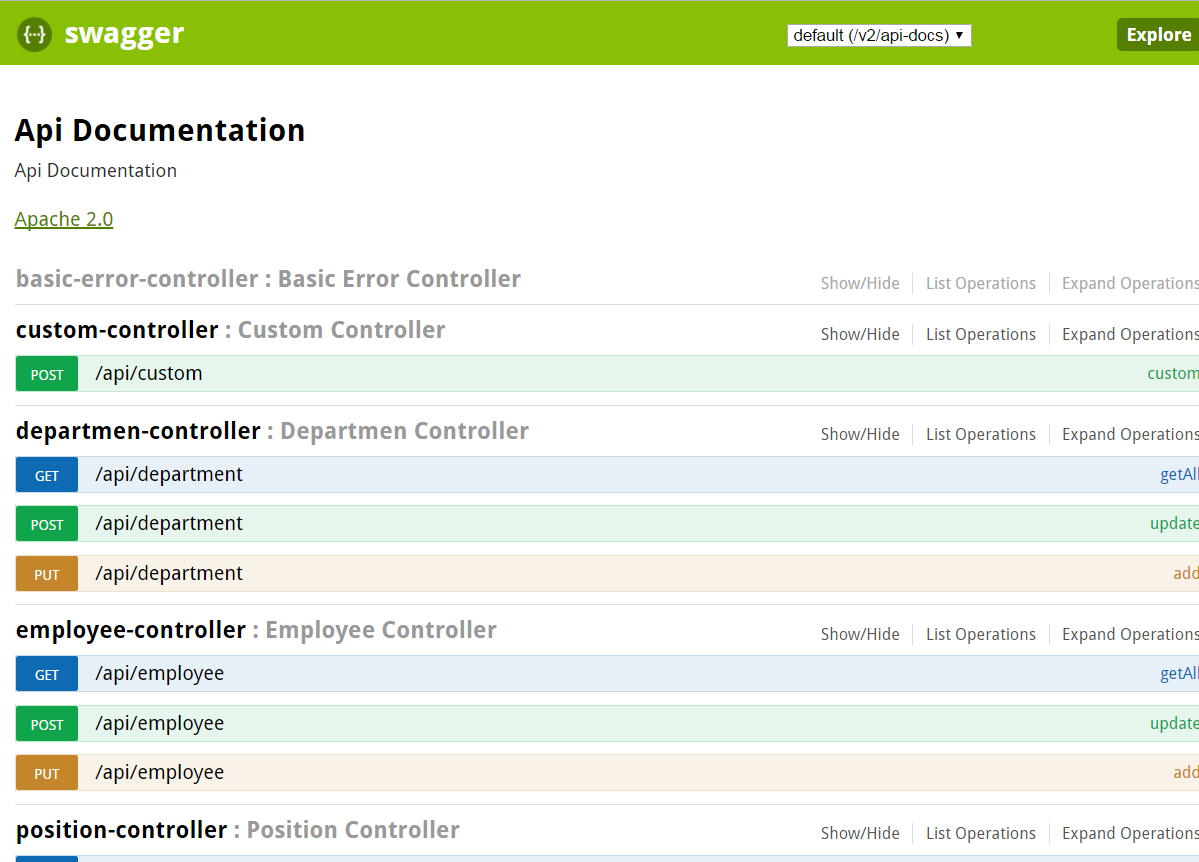 {···} swagger default (/v2/api-docs) ▼ Explore
Api Documentation
Api Documentation
Apache 2.0
basic-error-controller : Basic Error Controller Show/Hide List Operations Expand Operations
custom-controller : Custom Controller Show/Hide List Operations Expand Operations
POST /api/custom custom
departmen-controller : Departmen Controller Show/Hide List Operations Expand Operations
GET /api/department getAll
POST /api/department update
PUT /api/department add
employee-controller : Employee Controller Show/Hide List Operations Expand Operations
GET /api/employee getAll
POST /api/employee update
PUT /api/employee add
position-controller : Position Controller Show/Hide List Operations Expand Operations